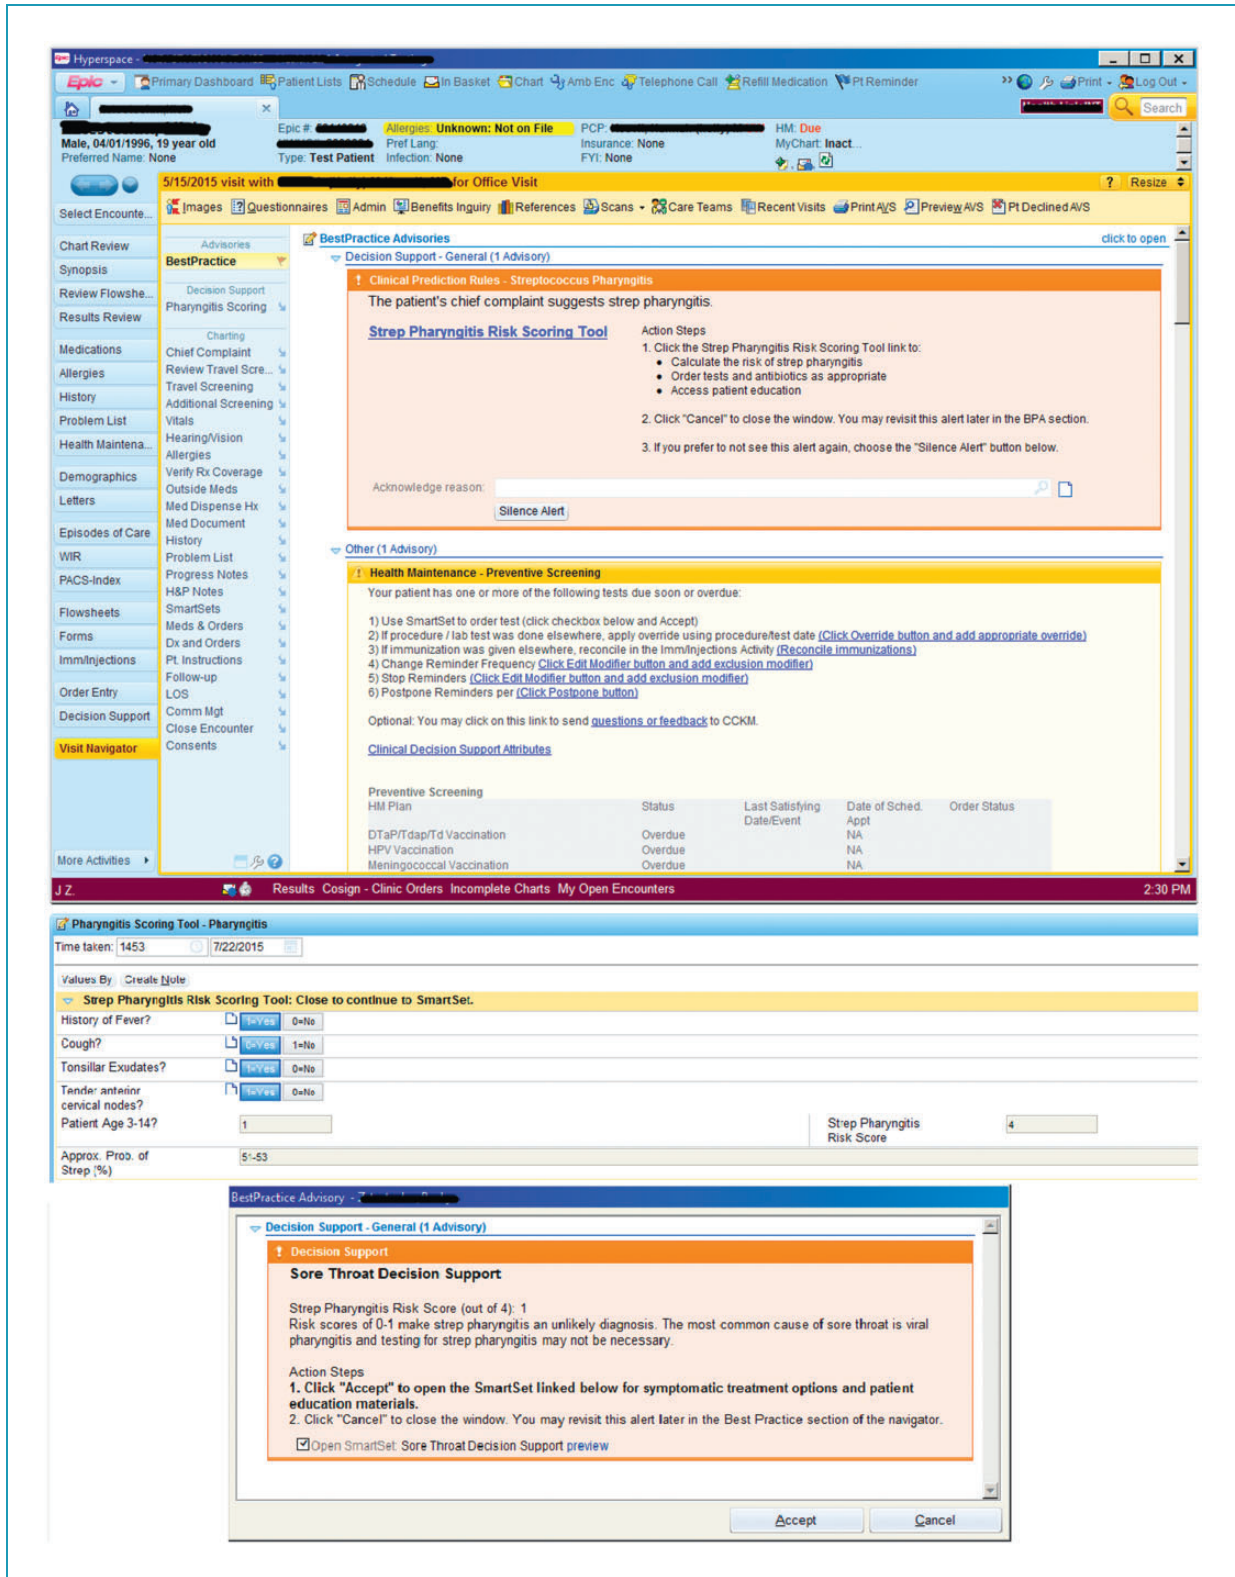 Epic Hyperspace -
Epic Primary Dashboard Patient Lists Schedule In Basket Chart Amb Enc Telephone Call Refill Medication Pt Reminder Print Log Out
Search
Epic #: Allergies: Unknown: Not on File PCP: HM: Due
Male, 04/01/1996, 19 year old Pref Lang: Insurance: None MyChart: Inact...
Preferred Name: None Type: Test Patient Infection: None FYI: None
5/15/2015 visit with for Office Visit ? Resize
Images Questionnaires Admin Benefits Inquiry References Scans Care Teams Recent Visits Print AVS Preview AVS Pt Declined AVS
Select Encounte...
Chart Review
Synopsis
Review Flowshe...
Results Review
Medications
Allergies
History
Problem List
Health Maintena...
Demographics
Letters
Episodes of Care
WIR
PACS-Index
Flowsheets
Forms
Imm/Injections
Order Entry
Decision Support
Visit Navigator
More Activities
Advisories
BestPractice
Decision Support
Pharyngitis Scoring
Charting
Chief Complaint
Review Travel Scre...
Travel Screening
Additional Screening
Vitals
Hearing/Vision
Allergies
Verify Rx Coverage
Outside Meds
Med Dispense Hx
Med Document
History
Problem List
Progress Notes
H&P Notes
SmartSets
Meds & Orders
Dx and Orders
Pt. Instructions
Follow-up
LOS
Comm Mgt
Close Encounter
Consents
BestPractice Advisories click to open
Decision Support - General (1 Advisory)
! Clinical Prediction Rules - Streptococcus Pharyngitis
The patient's chief complaint suggests strep pharyngitis.
Strep Pharyngitis Risk Scoring Tool
Action Steps
1. Click the Strep Pharyngitis Risk Scoring Tool link to:
• Calculate the risk of strep pharyngitis
• Order tests and antibiotics as appropriate
• Access patient education
2. Click "Cancel" to close the window. You may revisit this alert later in the BPA section.
3. If you prefer to not see this alert again, choose the "Silence Alert" button below.
Acknowledge reason:
Silence Alert
Other (1 Advisory)
! Health Maintenance - Preventive Screening
Your patient has one or more of the following tests due soon or overdue:
1) Use SmartSet to order test (click checkbox below and Accept)
2) If procedure / lab test was done elsewhere, apply override using procedure/test date (Click Override button and add appropriate override)
3) If immunization was given elsewhere, reconcile in the Imm/Injections Activity (Reconcile immunizations)
4) Change Reminder Frequency Click Edit Modifier button and add exclusion modifier)
5) Stop Reminders (Click Edit Modifier button and add exclusion modifier)
6) Postpone Reminders per (Click Postpone button)
Optional: You may click on this link to send questions or feedback to CCKM.
Clinical Decision Support Attributes
Preventive Screening
HM Plan Status Last Satisfying Date of Sched. Order Status
Date/Event Appt
DTaP/Tdap/Td Vaccination Overdue NA
HPV Vaccination Overdue NA
Meningococcal Vaccination Overdue NA
J Z. Results Cosign - Clinic Orders Incomplete Charts My Open Encounters 2:30 PM
Pharyngitis Scoring Tool - Pharyngitis
Time taken: 1453 7/22/2015
Values By Create Note
Strep Pharyngitis Risk Scoring Tool: Close to continue to SmartSet.
History of Fever? 1=Yes 0=No
Cough? 0=Yes 1=No
Tonsillar Exudates? 1=Yes 0=No
Tender anterior 1=Yes 0=No
cervical nodes?
Patient Age 3-14? 1 Strep Pharyngitis 4
Risk Score
Approx. Prob. of 51-53
Strep (%)
BestPractice Advisory -
Decision Support - General (1 Advisory)
! Decision Support
Sore Throat Decision Support
Strep Pharyngitis Risk Score (out of 4): 1
Risk scores of 0-1 make strep pharyngitis an unlikely diagnosis. The most common cause of sore throat is viral
pharyngitis and testing for strep pharyngitis may not be necessary.
Action Steps
1. Click "Accept" to open the SmartSet linked below for symptomatic treatment options and patient
education materials.
2. Click "Cancel" to close the window. You may revisit this alert later in the Best Practice section of the navigator.
Open SmartSet: Sore Throat Decision Support preview
Accept Cancel